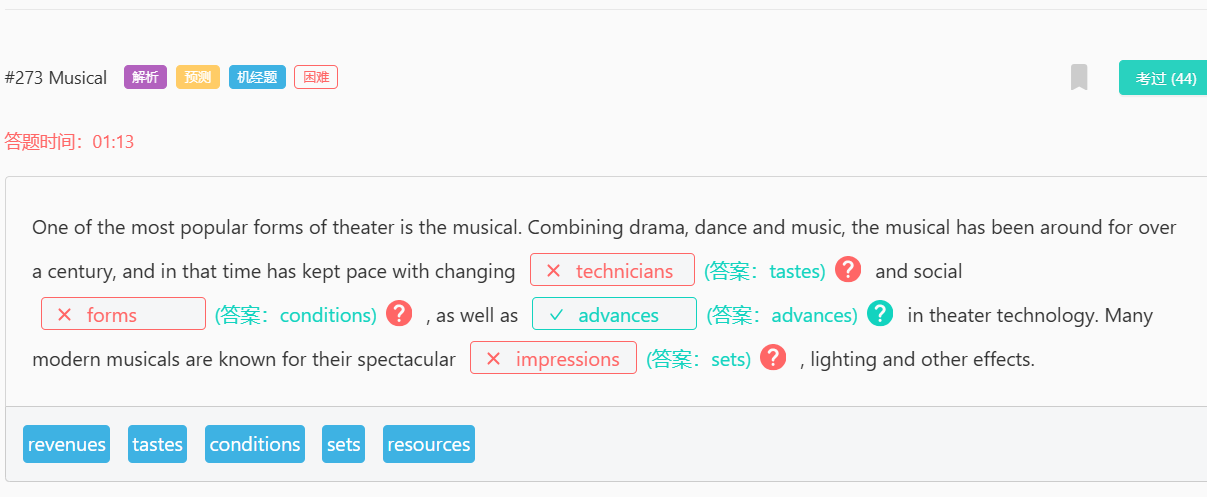 #273 Musical 解析 预测 机经题 困难 考过 (44)
答题时间：01:13
One of the most popular forms of theater is the musical. Combining drama, dance and music, the musical has been around for over
a century, and in that time has kept pace with changing technicians (答案：tastes) ? and social
forms (答案：conditions) ? , as well as advances (答案：advances) ? in theater technology. Many
modern musicals are known for their spectacular impressions (答案：sets) ? , lighting and other effects.
revenues tastes conditions sets resources